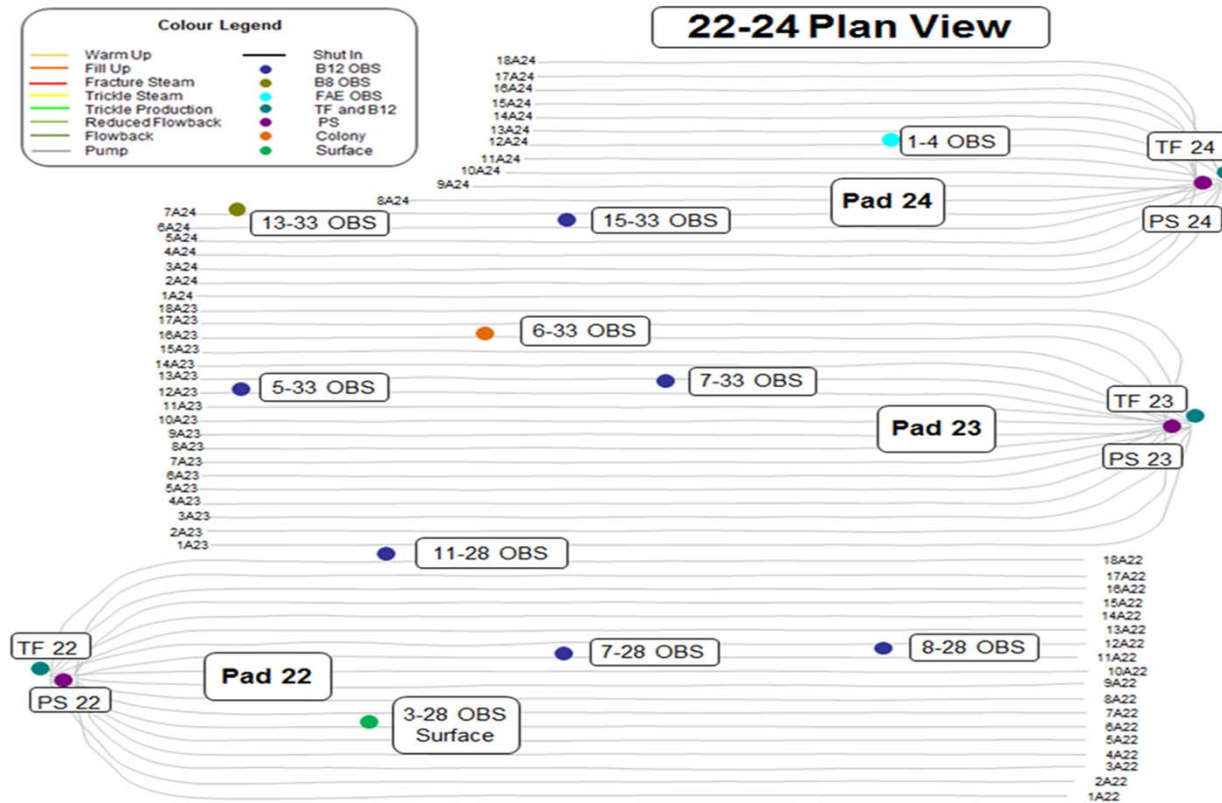 22-24 Plan View
Colour Legend
Warm Up
Fill Up
Fracture Steam
Trickle Steam
Trickle Production
Reduced Flowback
Flowback
Pump
Shut In
B12 OBS
B8 OBS
FAE OBS
TF and B12
PS
Colony
Surface
18A24
17A24
16A24
15A24
14A24
13A24
12A24
11A24
10A24
9A24
8A24
7A24
6A24
5A24
4A24
3A24
2A24
1A24
1-4 OBS
TF 24
Pad 24
PS 24
13-33 OBS
15-33 OBS
18A23
17A23
16A23
15A23
14A23
13A23
12A23
11A23
10A23
9A23
8A23
7A23
6A23
5A23
4A23
3A23
2A23
1A23
6-33 OBS
5-33 OBS
7-33 OBS
TF 23
Pad 23
PS 23
11-28 OBS
18A22
17A22
16A22
15A22
14A22
13A22
12A22
11A22
10A22
9A22
8A22
7A22
6A22
5A22
4A22
3A22
2A22
1A22
TF 22
7-28 OBS
8-28 OBS
Pad 22
PS 22
3-28 OBS
Surface